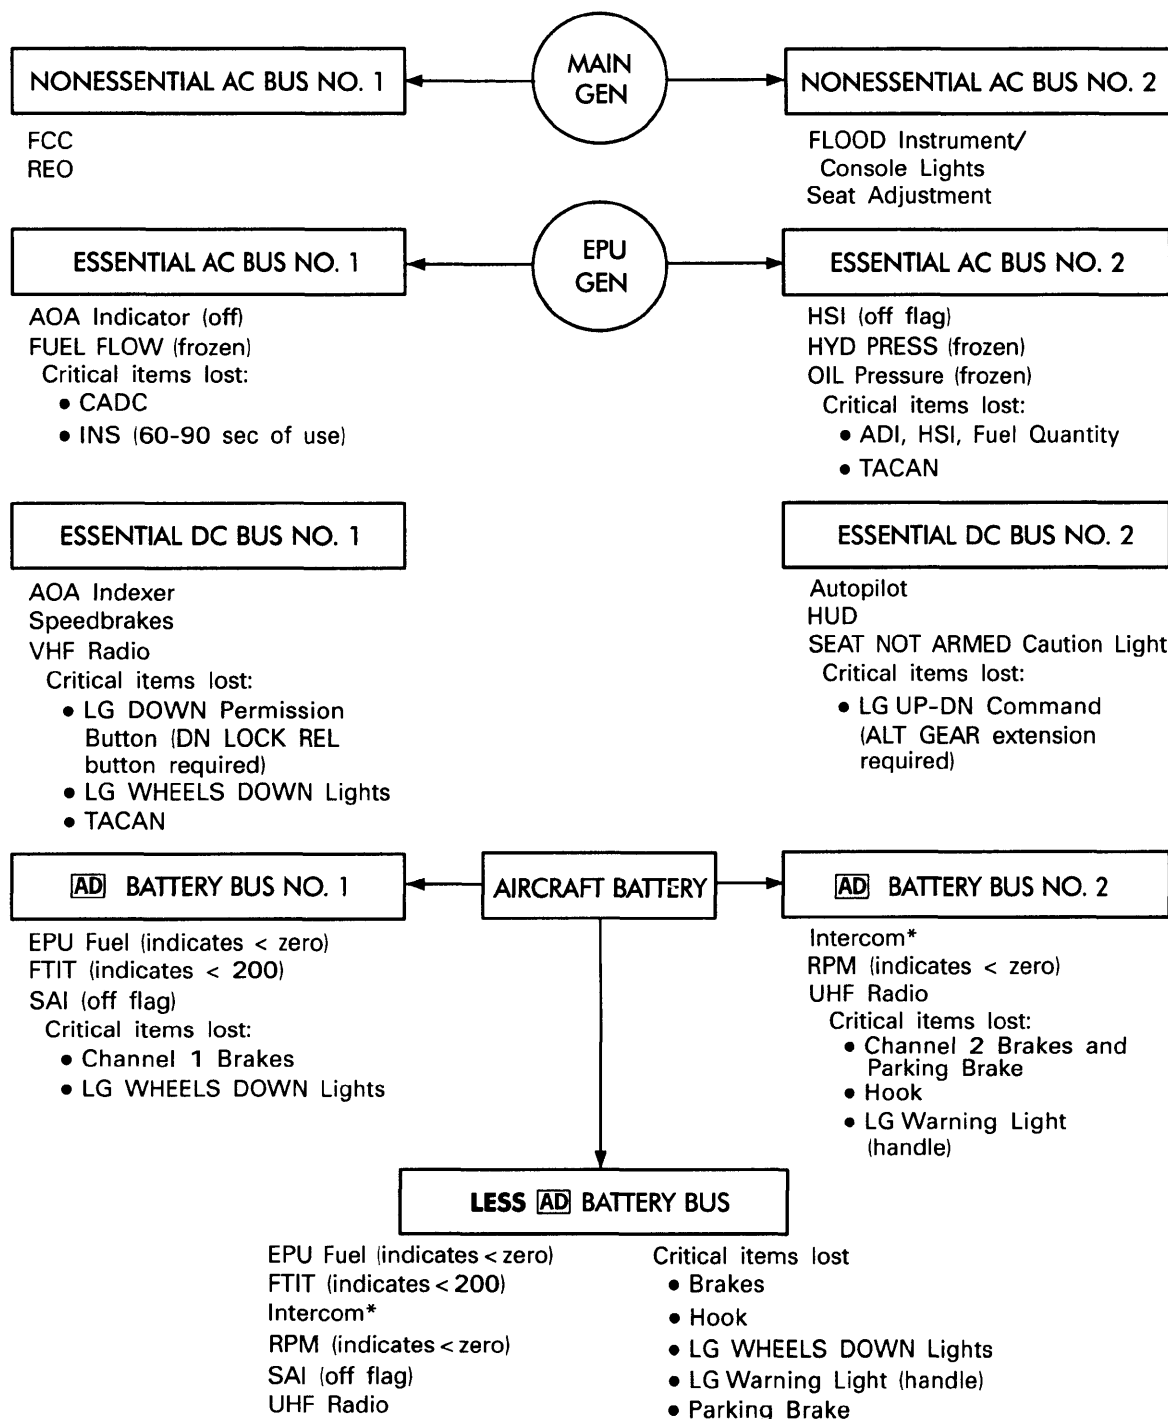 MAIN
GEN
NONESSENTIAL AC BUS NO. 1
FCC
REO
NONESSENTIAL AC BUS NO. 2
FLOOD Instrument/
Console Lights
Seat Adjustment
EPU
GEN
ESSENTIAL AC BUS NO. 1
AOA Indicator (off)
FUEL FLOW (frozen)
Critical items lost:
• CADC
• INS (60-90 sec of use)
ESSENTIAL AC BUS NO. 2
HSI (off flag)
HYD PRESS (frozen)
OIL Pressure (frozen)
Critical items lost:
• ADI, HSI, Fuel Quantity
• TACAN
ESSENTIAL DC BUS NO. 1
AOA Indexer
Speedbrakes
VHF Radio
Critical items lost:
• LG DOWN Permission
Button (DN LOCK REL
button required)
• LG WHEELS DOWN Lights
• TACAN
ESSENTIAL DC BUS NO. 2
Autopilot
HUD
SEAT NOT ARMED Caution Light
Critical items lost:
• LG UP-DN Command
(ALT GEAR extension
required)
AIRCRAFT BATTERY
AD BATTERY BUS NO. 1
EPU Fuel (indicates < zero)
FTIT (indicates < 200)
SAI (off flag)
Critical items lost:
• Channel 1 Brakes
• LG WHEELS DOWN Lights
AD BATTERY BUS NO. 2
Intercom*
RPM (indicates < zero)
UHF Radio
Critical items lost:
• Channel 2 Brakes and
Parking Brake
• Hook
• LG Warning Light
(handle)
LESS AD BATTERY BUS
EPU Fuel (indicates < zero)
FTIT (indicates < 200)
Intercom*
RPM (indicates < zero)
SAI (off flag)
UHF Radio
Critical items lost
• Brakes
• Hook
• LG WHEELS DOWN Lights
• LG Warning Light (handle)
• Parking Brake